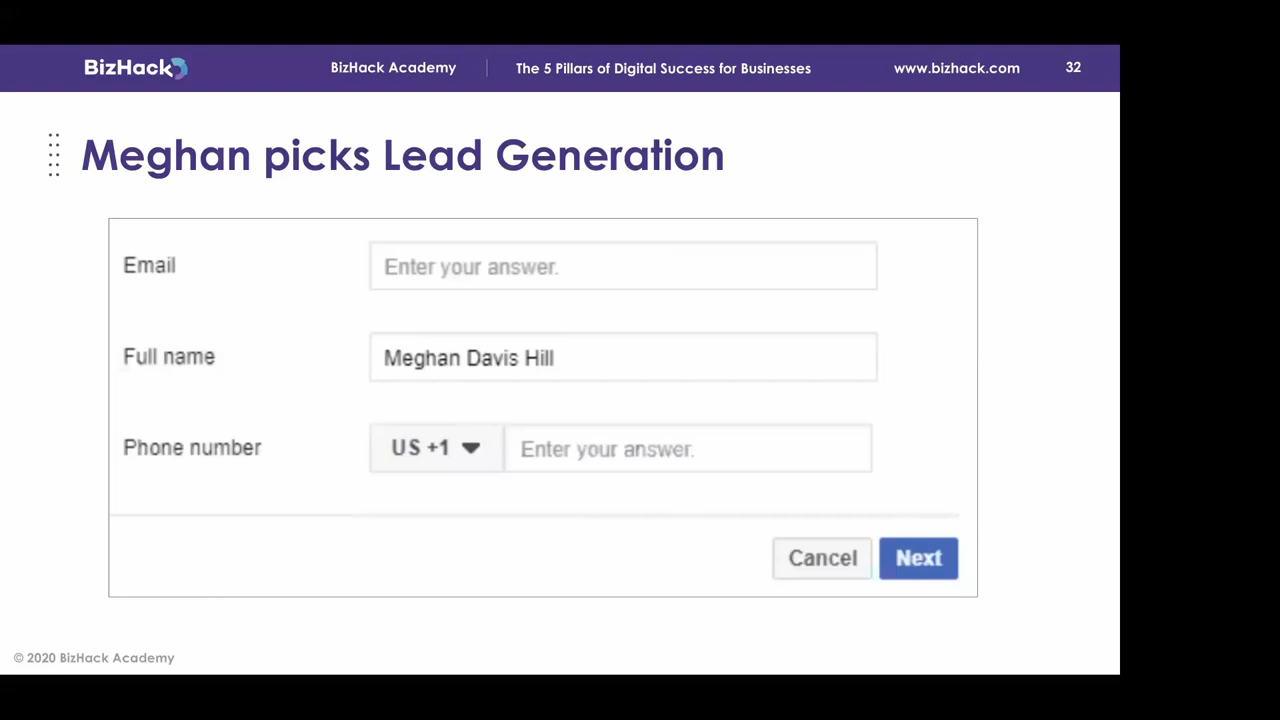 BizHack BizHack Academy The 5 Pillars of Digital Success for Businesses www.bizhack.com 32
Meghan picks Lead Generation
Email Enter your answer.
Full name Meghan Davis Hill
Phone number US +1 Enter your answer.
Cancel Next
© 2020 BizHack Academy